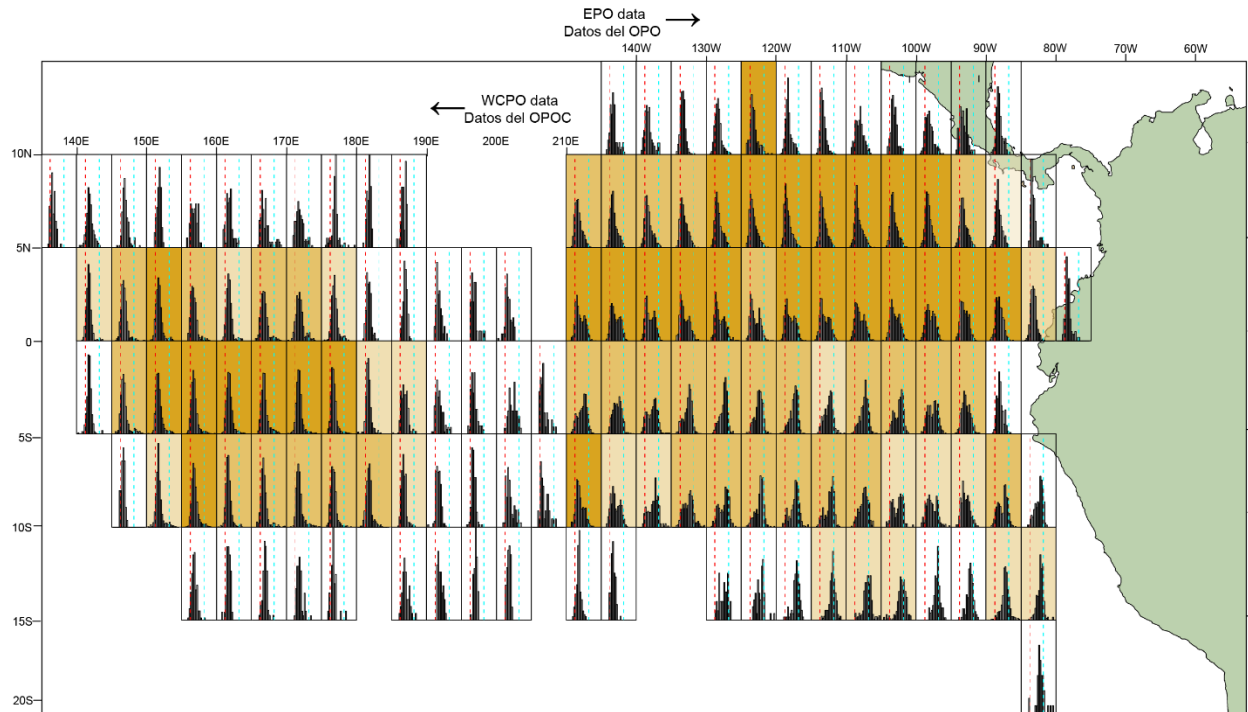 EPO data
Datos del OPO
140W 130W 120W 110W 100W 90W 80W 70W 60W
WCPO data
Datos del OPOC
140E 150E 160E 170E 180E 190E 200E 210E
10N
5N
0
5S
10S
15S
20S